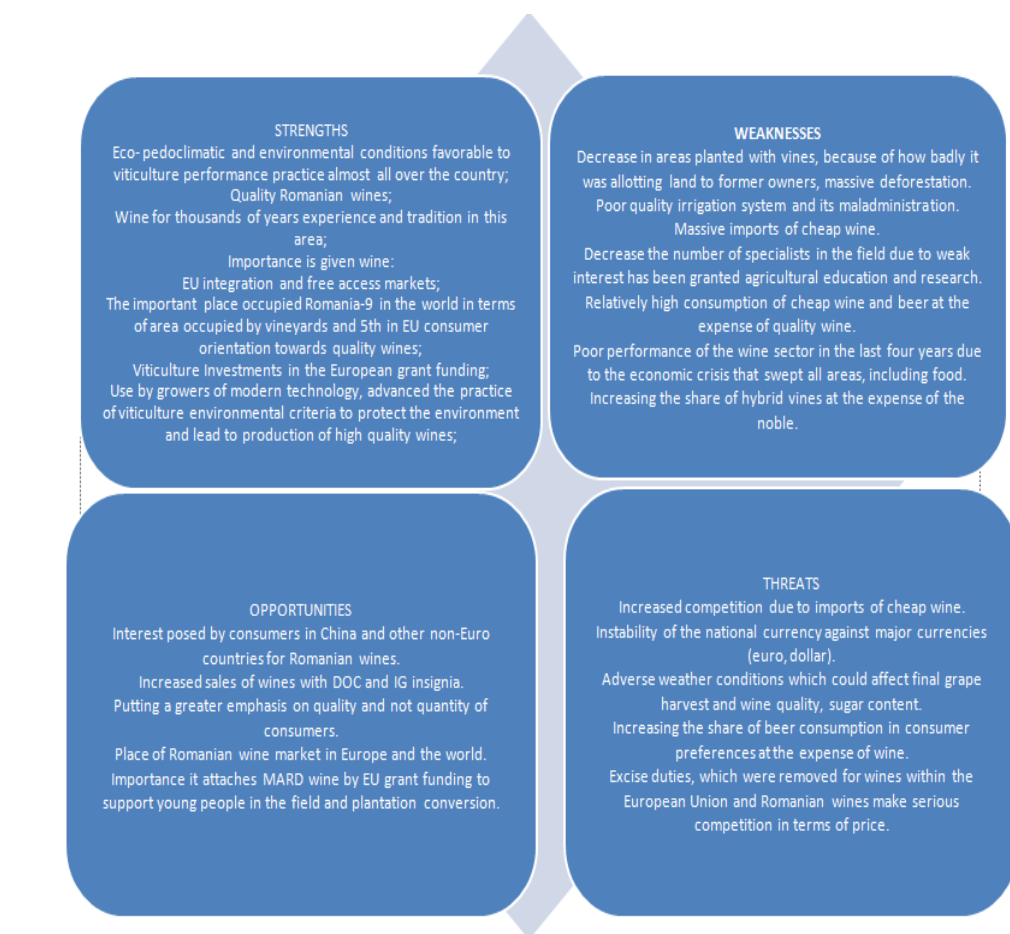 STRENGTHS
Eco- pedoclimatic and environmental conditions favorable to
viticulture performance practice almost all over the country;
Quality Romanian wines;
Wine for thousands of years experience and tradition in this
area;
Importance is given wine:
EU integration and free access markets;
The important place occupied Romania-9 in the world in terms
of area occupied by vineyards and 5th in EU consumer
orientation towards quality wines;
Viticulture Investments in the European grant funding;
Use by growers of modern technology, advanced the practice
of viticulture environmental criteria to protect the environment
and lead to production of high quality wines;
WEAKNESSES
Decrease in areas planted with vines, because of how badly it
was allotting land to former owners, massive deforestation.
Poor quality irrigation system and its maladministration.
Massive imports of cheap wine.
Decrease the number of specialists in the field due to weak
interest has been granted agricultural education and research.
Relatively high consumption of cheap wine and beer at the
expense of quality wine.
Poor performance of the wine sector in the last four years due
to the economic crisis that swept all areas, including food.
Increasing the share of hybrid vines at the expense of the
noble.
OPPORTUNITIES
Interest posed by consumers in China and other non-Euro
countries for Romanian wines.
Increased sales of wines with DOC and IG insignia.
Putting a greater emphasis on quality and not quantity of
consumers.
Place of Romanian wine market in Europe and the world.
Importance it attaches MARD wine by EU grant funding to
support young people in the field and plantation conversion.
THREATS
Increased competition due to imports of cheap wine.
Instability of the national currency against major currencies
(euro, dollar).
Adverse weather conditions which could affect final grape
harvest and wine quality, sugar content.
Increasing the share of beer consumption in consumer
preferences at the expense of wine.
Excise duties, which were removed for wines within the
European Union and Romanian wines make serious
competition in terms of price.